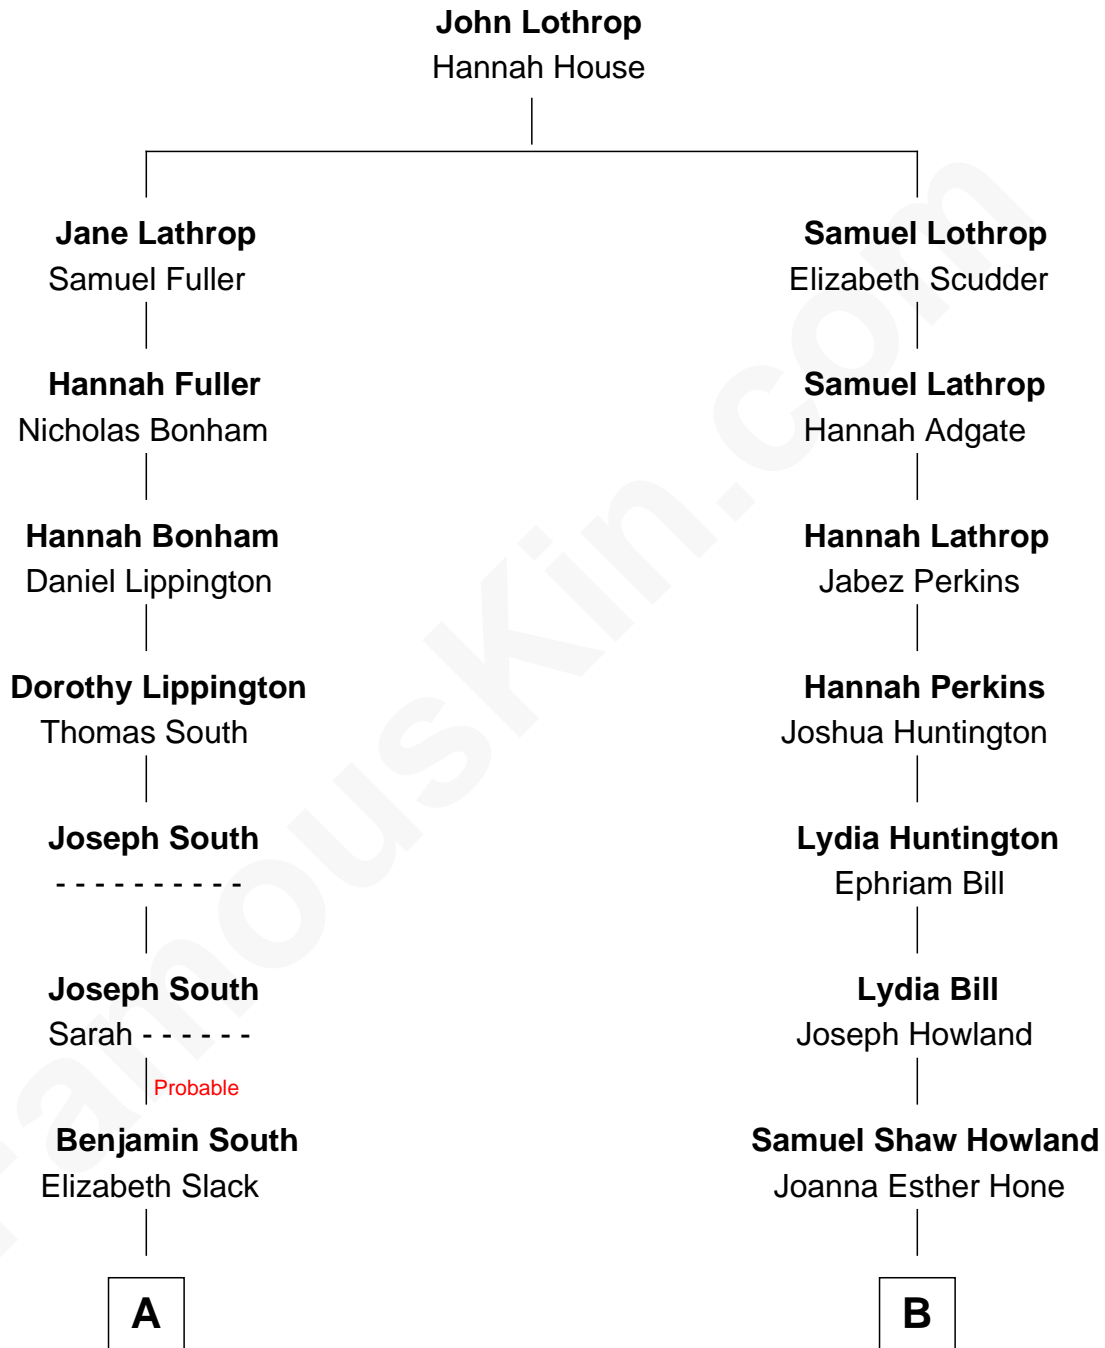 John Lothrop
Hannah House
Jane Lathrop
Samuel Fuller
Samuel Lothrop
Elizabeth Scudder
Hannah Fuller
Nicholas Bonham
Samuel Lathrop
Hannah Adgate
Hannah Bonham
Daniel Lippington
Hannah Lathrop
Jabez Perkins
Dorothy Lippington
Thomas South
Hannah Perkins
Joshua Huntington
Joseph South
- - - - - - - - - -
Lydia Huntington
Ephriam Bill
Joseph South
Sarah - - - - - -
Probable
Lydia Bill
Joseph Howland
Benjamin South
Elizabeth Slack
Samuel Shaw Howland
Joanna Esther Hone
A
B
FamousKin.com